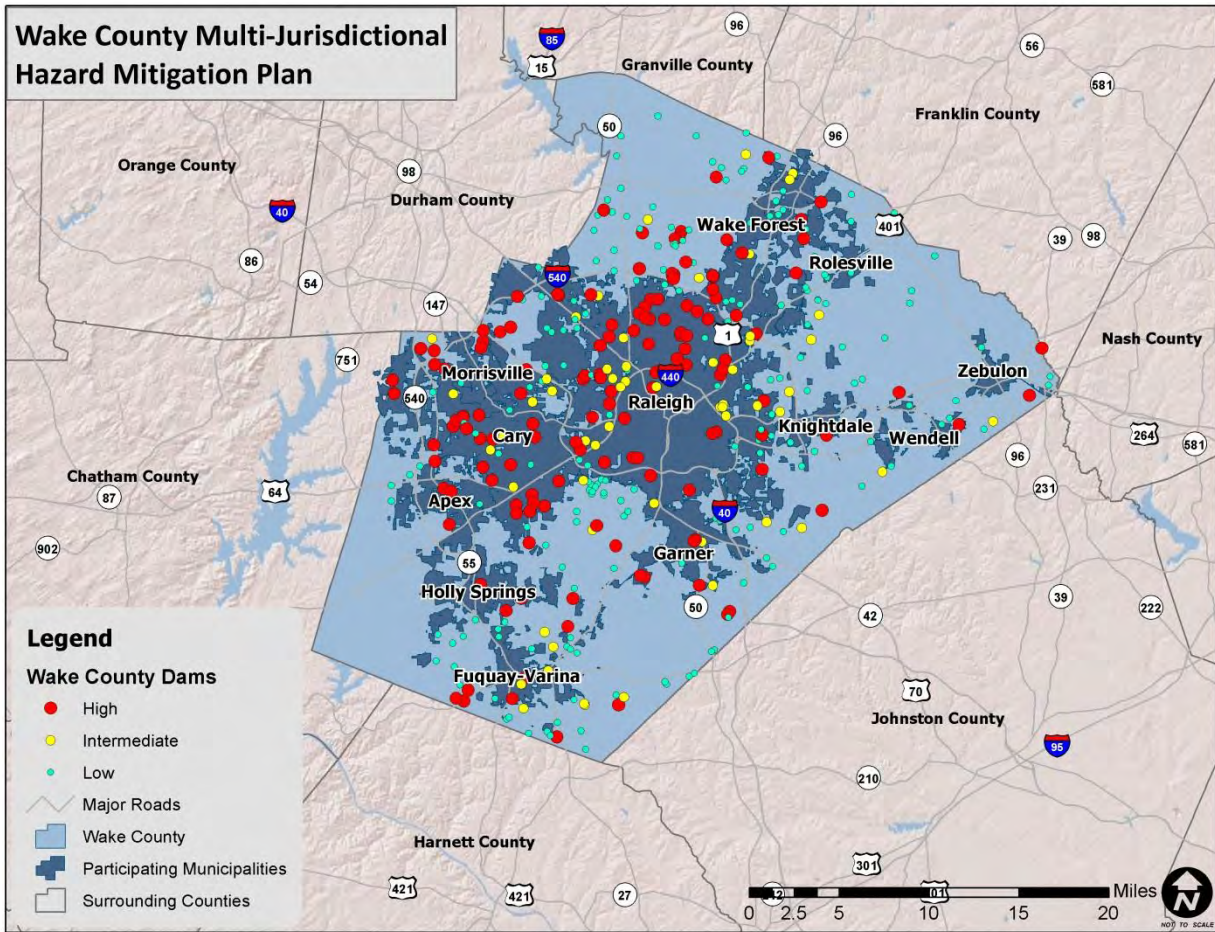 Wake County Multi-Jurisdictional
Hazard Mitigation Plan
96
85
15
56
Granville County
581
Franklin County
50
96
Orange County
98
Durham County
40
Wake Forest
401
39
98
86
Rolesville
54
540
147
Nash County
1
751
Morrisville
440
Zebulon
540
Raleigh
Knightdale
Cary
Wendell
264
581
96
Chatham County
64
231
87
Apex
40
902
Garner
55
Holly Springs
39
222
50
42
Fuquay-Varina
70
Johnston County
95
210
Harnett County
301
421
421
27
Legend
Wake County Dams
High
Intermediate
Low
Major Roads
Wake County
Participating Municipalities
Surrounding Counties
Miles
0 2.5 5 10 15 20
N
NOT TO SCALE